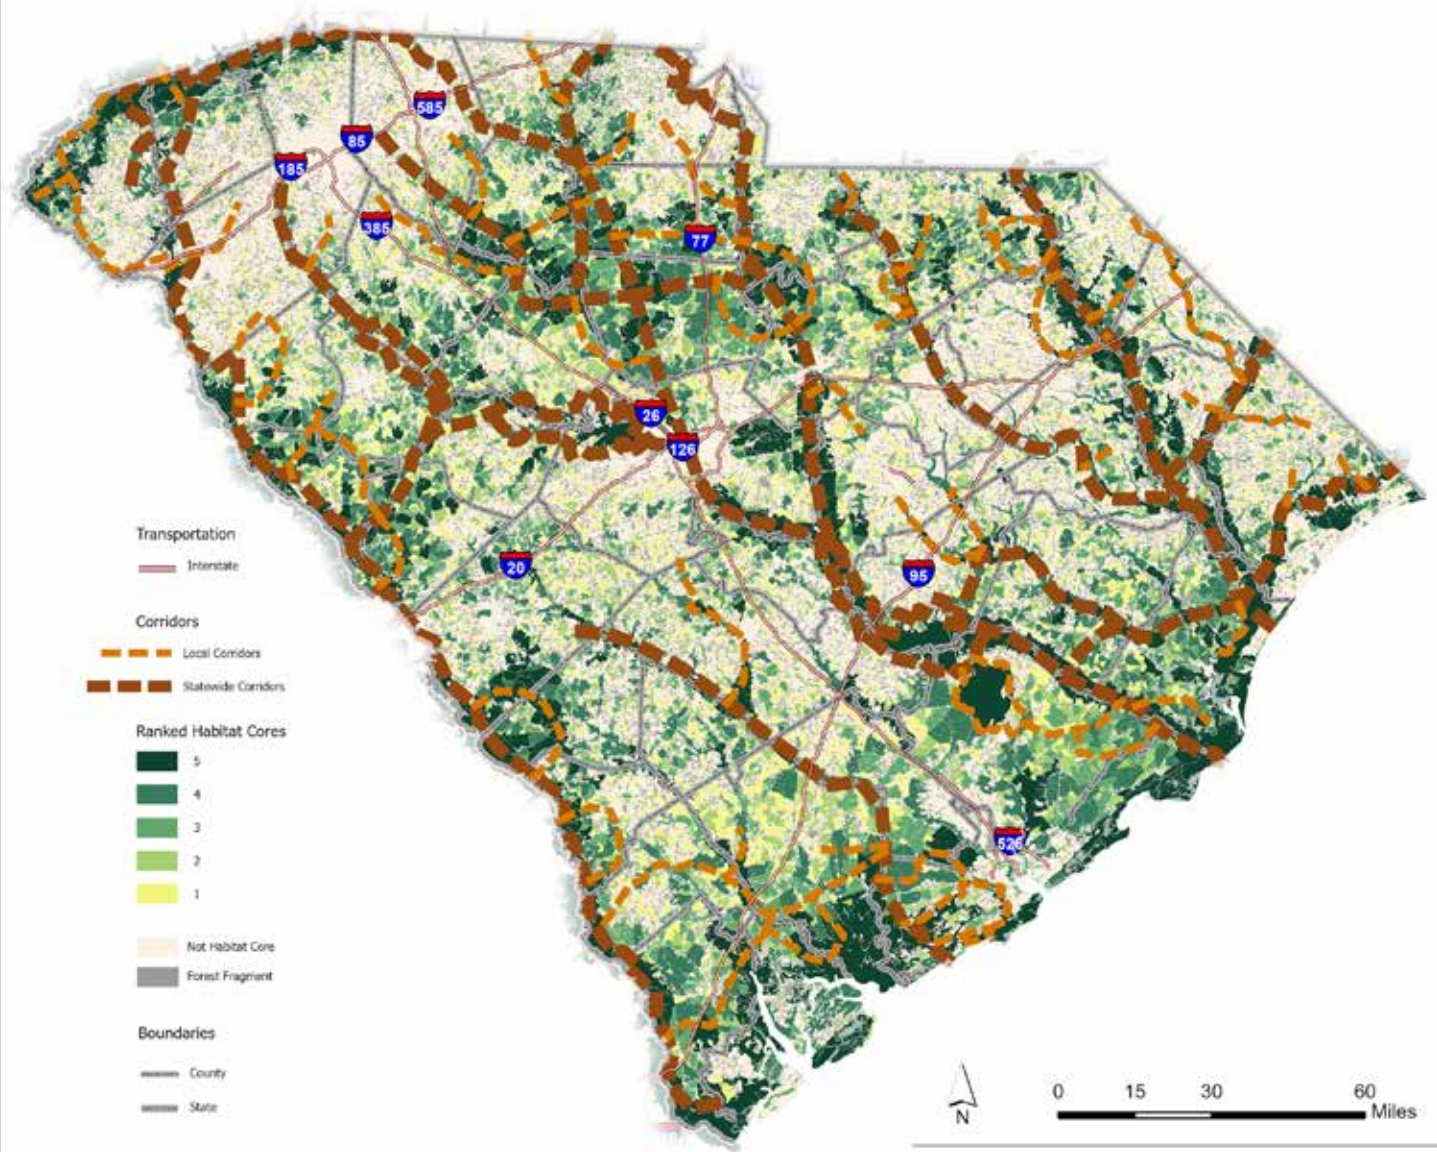 585
85
185
385
77
26
126
20
95
526
Transportation
Interstate
Corridors
Local Corridors
Statewide Corridors
Ranked Habitat Cores
5
4
3
2
1
Not Habitat Core
Forest Fragment
Boundaries
County
State
N
0 15 30 60
Miles